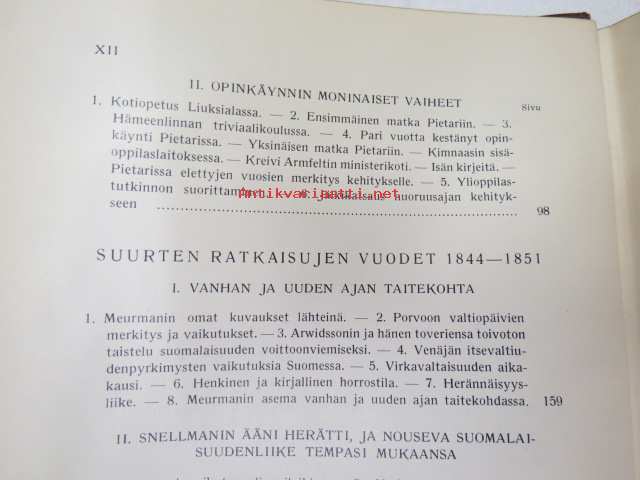 XII
II. OPINKÄYNNIN MONINAISET VAIHEET
Sivu
1. Kotiopetus Liuksialassa. — 2. Ensimmäinen matka Pietariin. — 3.
Hämeenlinnan triviaalikoulussa. — 4. Pari vuotta kestänyt opin-
käynti Pietarissa. — Yksinäisen matka Pietariin. — Kimnaasin sisä-
oppilaslaitoksessa. — Kreivi Armfeltin ministerikoti. — Isän kirjeitä. —
Pietarissa elettyjen vuosien merkitys kehitykselle. — 5. Ylioppilas-
tutkinnon suorittaminen. — nuoruusajan kehityk-
seen 98
Antikvariaatti.net
SUURTEN RATKAISUJEN VUODET 1844—1851
I. VANHAN JA UUDEN AJAN TAITEKOHTA
1. Meurmanin omat kuvaukset lähteinä. — 2. Porvoon valtiopäivien
merkitys ja vaikutukset. — 3. Arwidssonin ja hänen toveriensa toivoton
taistelu suomalaisuuden voittoonviemiseksi. — 4. Venäjän itsevaltiu-
denpyrkimysten vaikutuksia Suomessa. — 5. Virkavaltaisuuden aika-
kausi. — 6. Henkinen ja kirjallinen horrostila. — 7. Herännäisyys-
liike. — 8. Meurmanin asema vanhan ja uuden ajan taitekohdassa. 159
II. SNELLMANIN ÄÄNI HERÄTTI, JA NOUSEVA SUOMALAI-
SUUDENLIIKE TEMPASI MUKAANSA